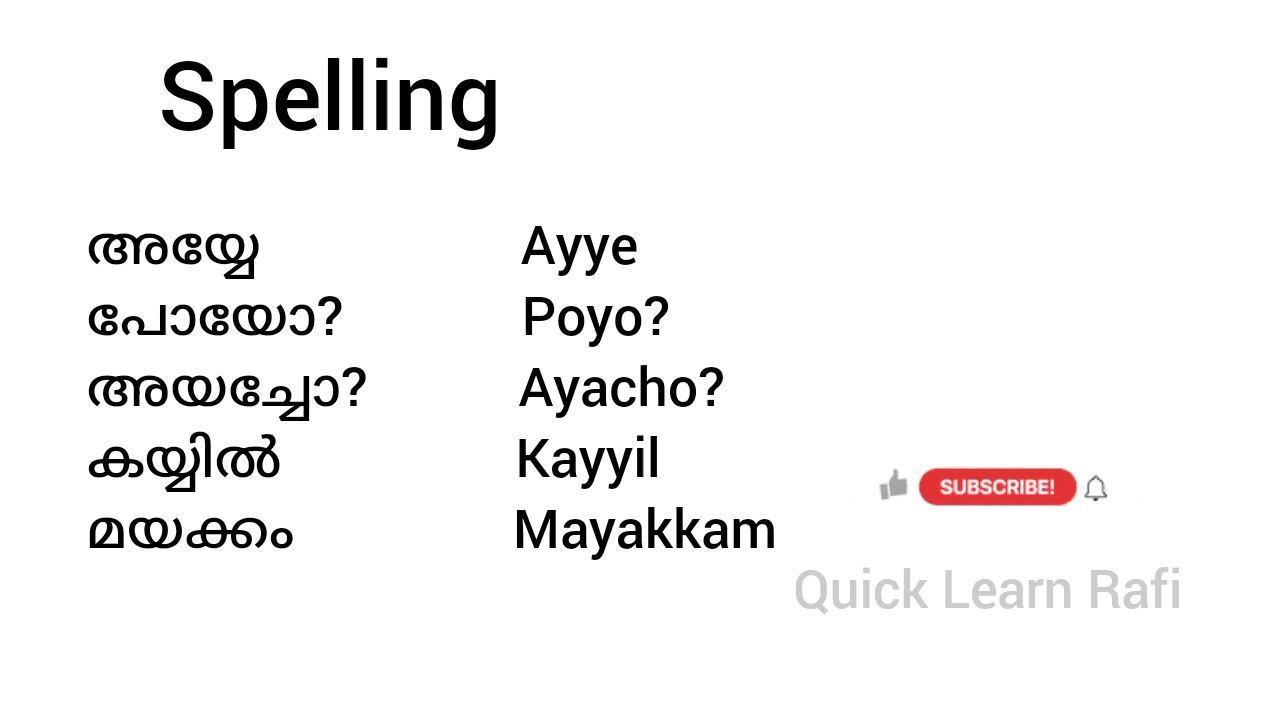 Spelling
അയ്യേ Ayye
പോയോ? Poyo?
അയച്ചോ? Ayacho?
കയ്യിൽ Kayyil
മയക്കം Mayakkam
SUBSCRIBE!
Quick Learn Rafi